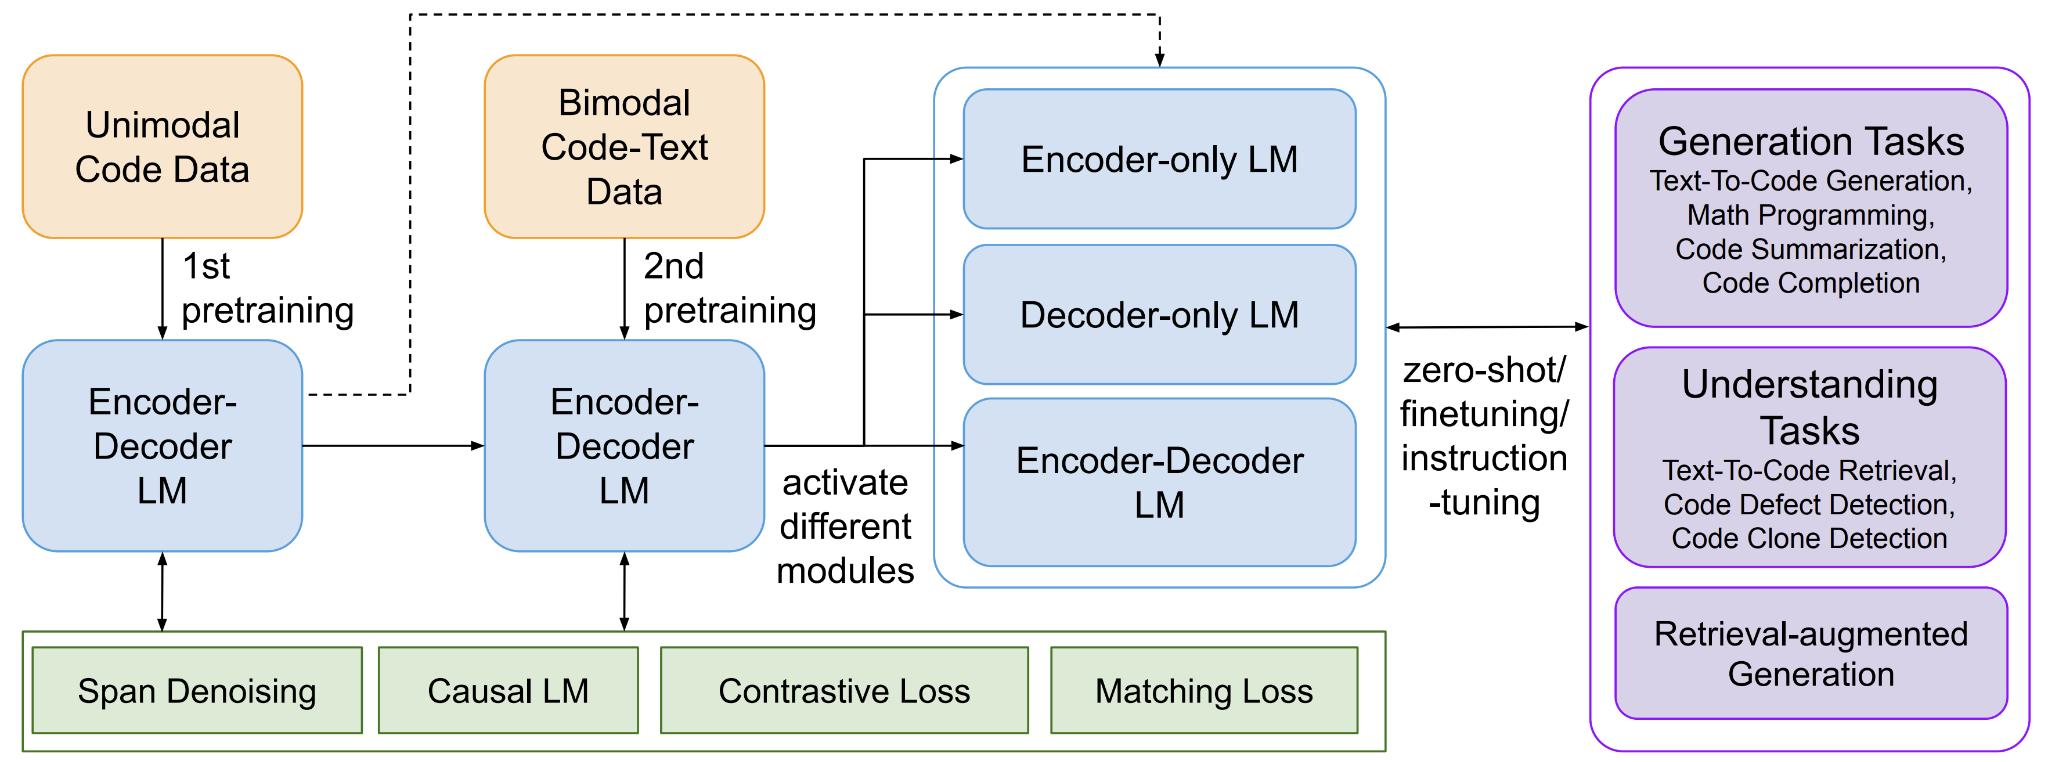 Unimodal
Code Data
1st
pretraining
Encoder-
Decoder
LM
Bimodal
Code-Text
Data
2nd
pretraining
Encoder-
Decoder
LM
activate
different
modules
Encoder-only LM
Decoder-only LM
Encoder-Decoder
LM
zero-shot/
finetuning/
instruction
-tuning
Generation Tasks
Text-To-Code Generation,
Math Programming,
Code Summarization,
Code Completion
Understanding
Tasks
Text-To-Code Retrieval,
Code Defect Detection,
Code Clone Detection
Retrieval-augmented
Generation
Span Denoising
Causal LM
Contrastive Loss
Matching Loss